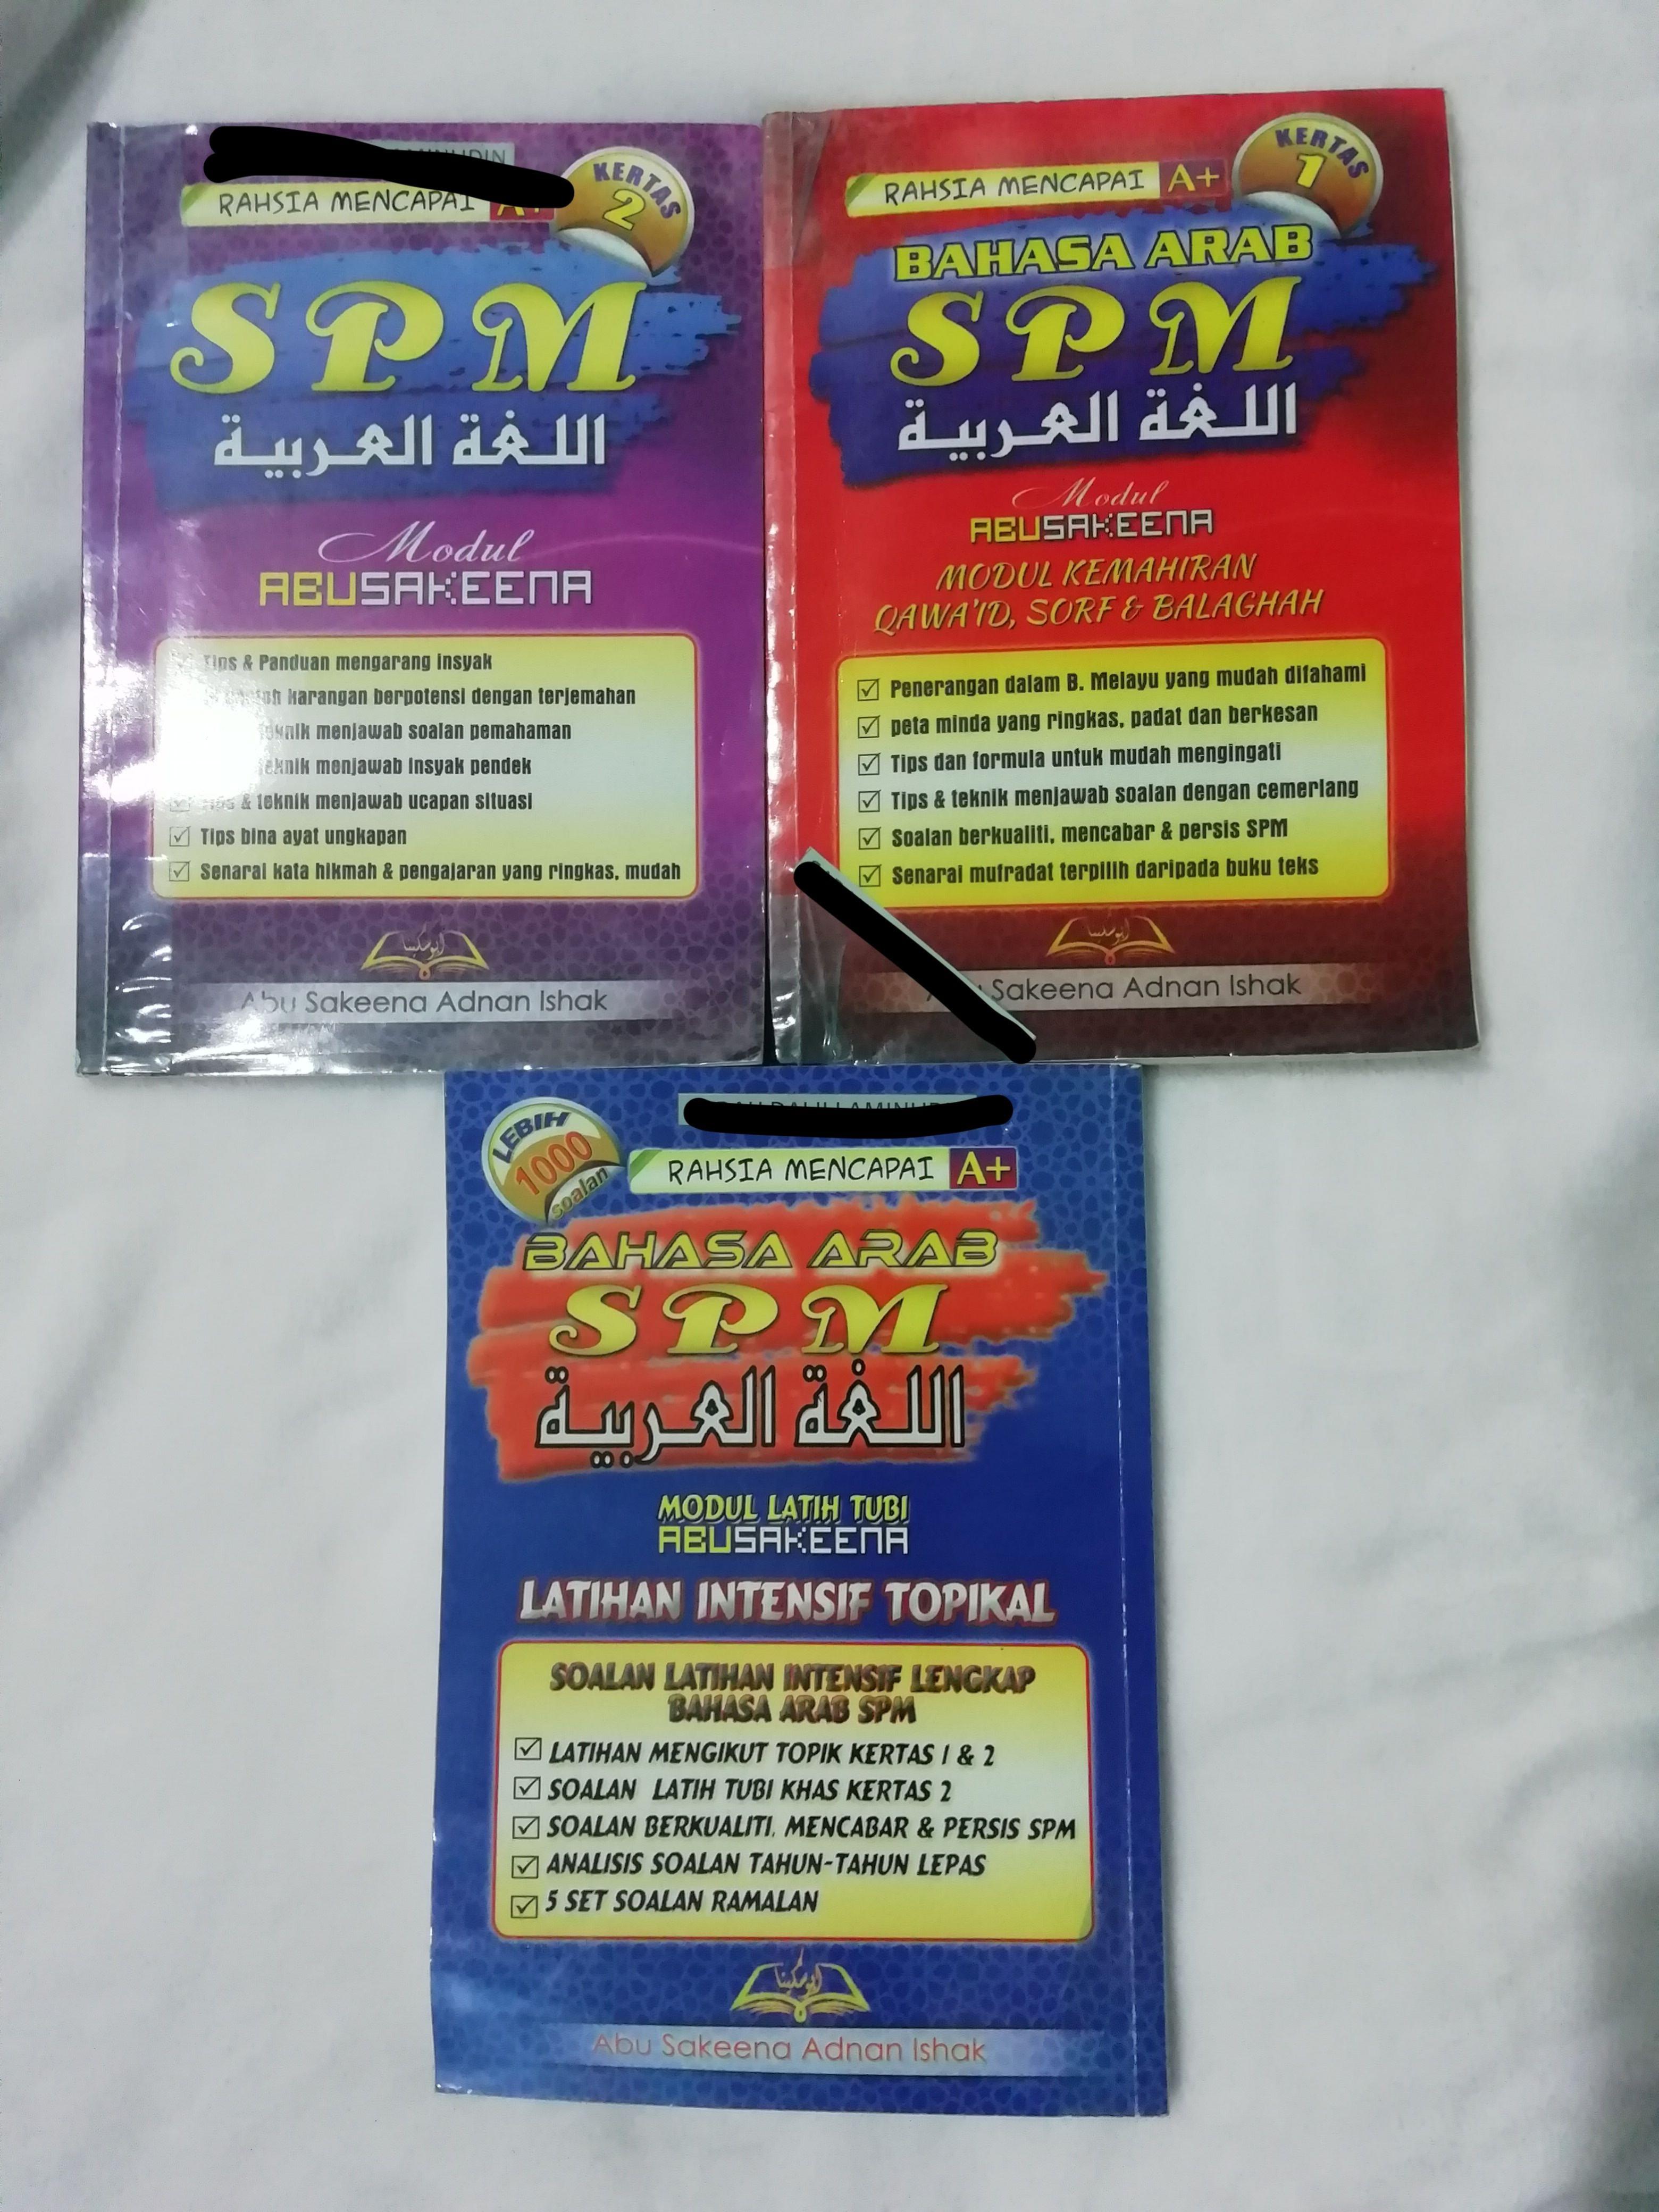 RAHSIA MENCAPAI A+
KERTAS 2
SPM
اللغة العربية
Modul
ABUSAKEENA
Tips & Panduan mengarang insyak
karangan berpotensi dengan terjemahan
teknik menjawab soalan pemahaman
teknik menjawab insyak pendek
Tips & teknik menjawab ucapan situasi
Tips bina ayat ungkapan
Senarai kata hikmah & pengajaran yang ringkas, mudah
ابو سكينا
Abu Sakeena Adnan Ishak
RAHSIA MENCAPAI A+
KERTAS 1
BAHASA ARAB
SPM
اللغة العربية
Modul
ABUSAKEENA
MODUL KEMAHIRAN
QAWA'ID, SORF & BALAGHAH
Penerangan dalam B. Melayu yang mudah difahami
peta minda yang ringkas, padat dan berkesan
Tips dan formula untuk mudah mengingati
Tips & teknik menjawab soalan dengan cemerlang
Soalan berkualiti, mencabar & persis SPM
Senarai mufradat terpilih daripada buku teks
ابو سكينا
Sakeena Adnan Ishak
LEBIH
1000
soalan
RAHSIA MENCAPAI A+
BAHASA ARAB
SPM
اللغة العربية
MODUL LATIH TUBI
ABUSAKEENA
LATIHAN INTENSIF TOPIKAL
SOALAN LATIHAN INTENSIF LENGKAP
BAHASA ARAB SPM
LATIHAN MENGIKUT TOPIK KERTAS 1 & 2
SOALAN LATIH TUBI KHAS KERTAS 2
SOALAN BERKUALITI, MENCABAR & PERSIS SPM
ANALISIS SOALAN TAHUN-TAHUN LEPAS
5 SET SOALAN RAMALAN
ابو سكينا
Abu Sakeena Adnan Ishak